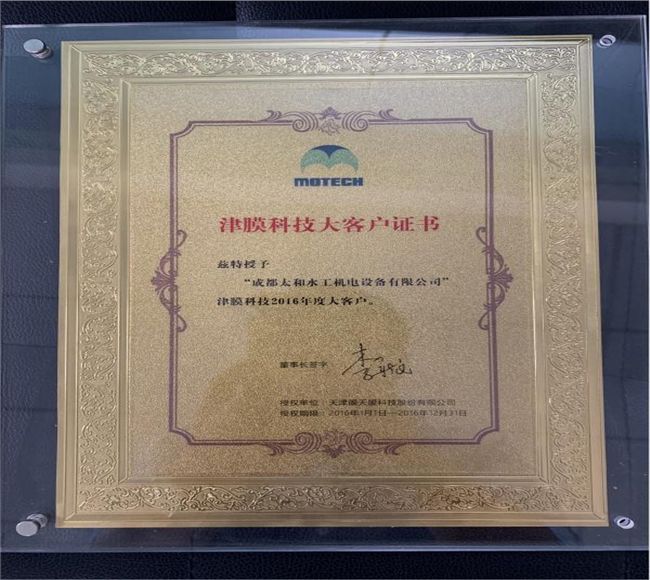 MOTECH
津膜科技大客户证书
兹特授予
“成都太和水工机电设备有限公司”
津膜科技2016年度大客户。
董事长签字
授权单位：天津膜天膜科技股份有限公司
授权期限：2016年1月1日—2016年12月31日